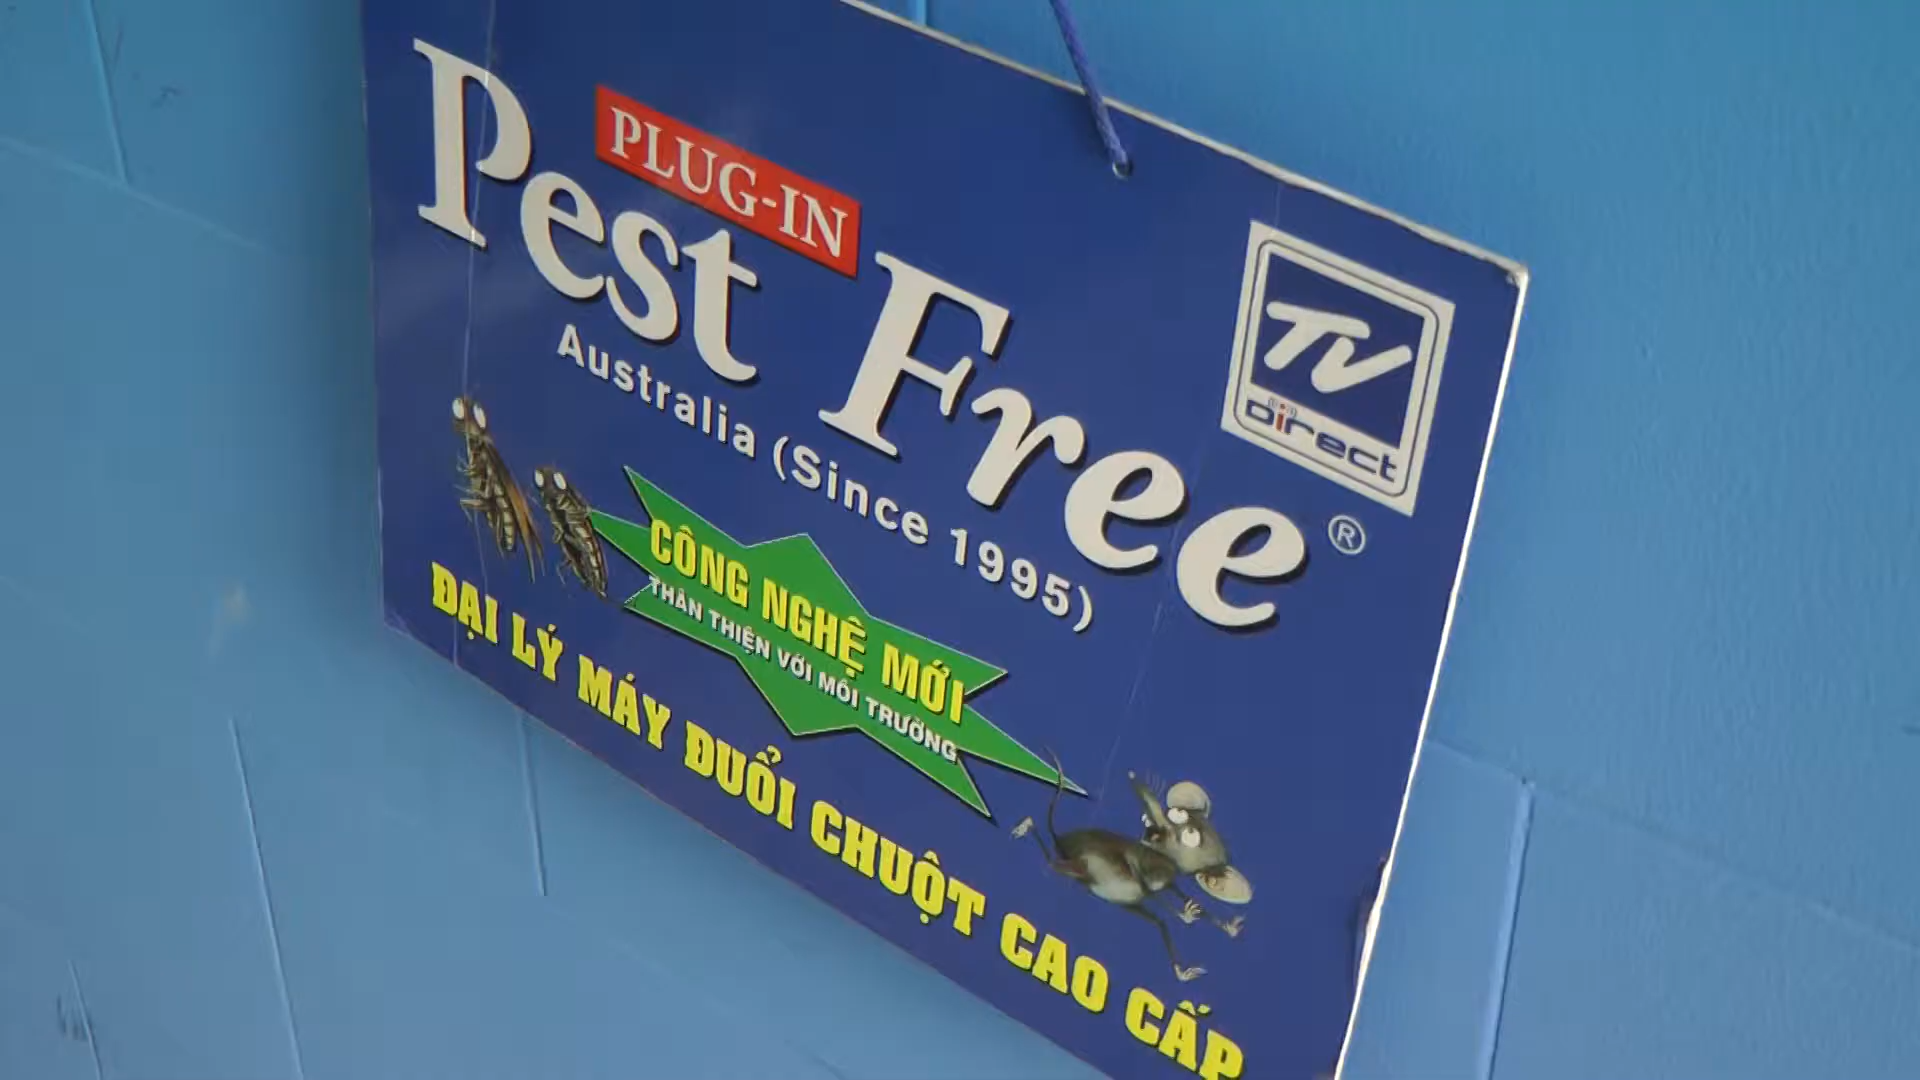 PLUG-IN
Pest Free®
Australia (Since 1995)
TV
Direct
CÔNG NGHỆ MỚI
THÂN THIỆN VỚI MÔI TRƯỜNG
ĐẠI LÝ MÁY ĐUỔI CHUỘT CAO CẤP